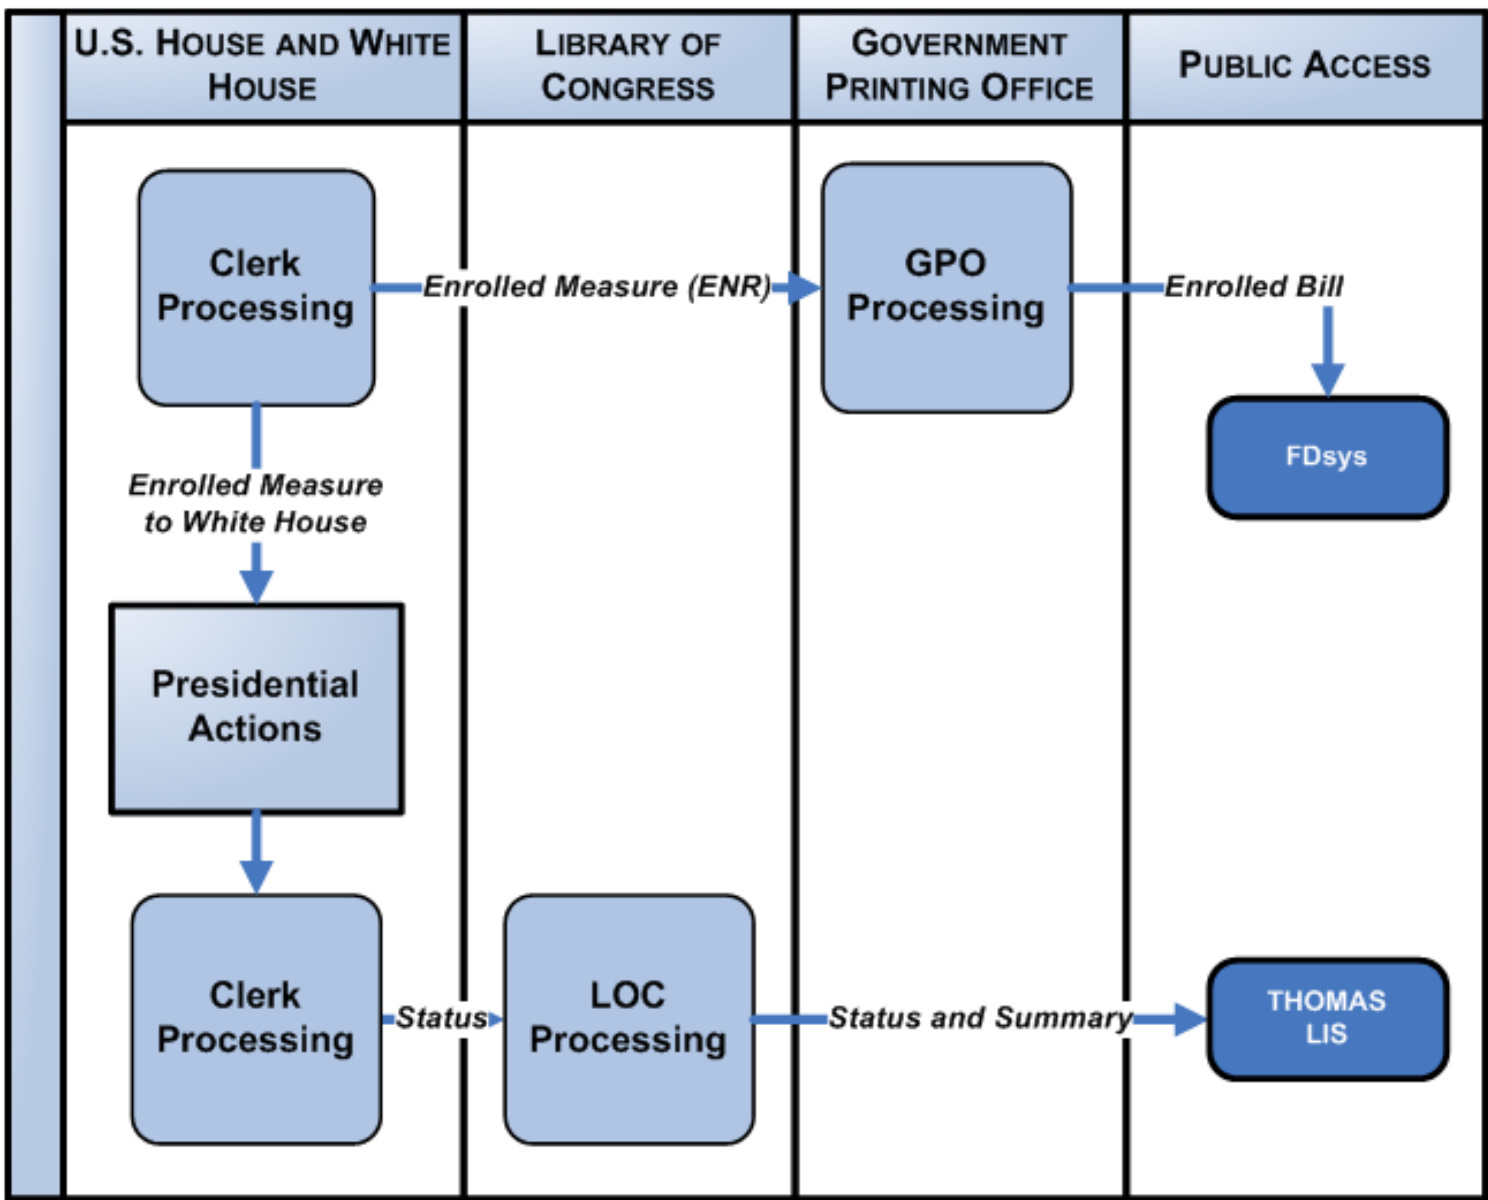 U.S. HOUSE AND WHITE
HOUSE
LIBRARY OF
CONGRESS
GOVERNMENT
PRINTING OFFICE
PUBLIC ACCESS
Clerk
Processing
Enrolled Measure (ENR)
GPO
Processing
Enrolled Bill
FDsys
Enrolled Measure
to White House
Presidential
Actions
Clerk
Processing
Status
LOC
Processing
Status and Summary
THOMAS
LIS